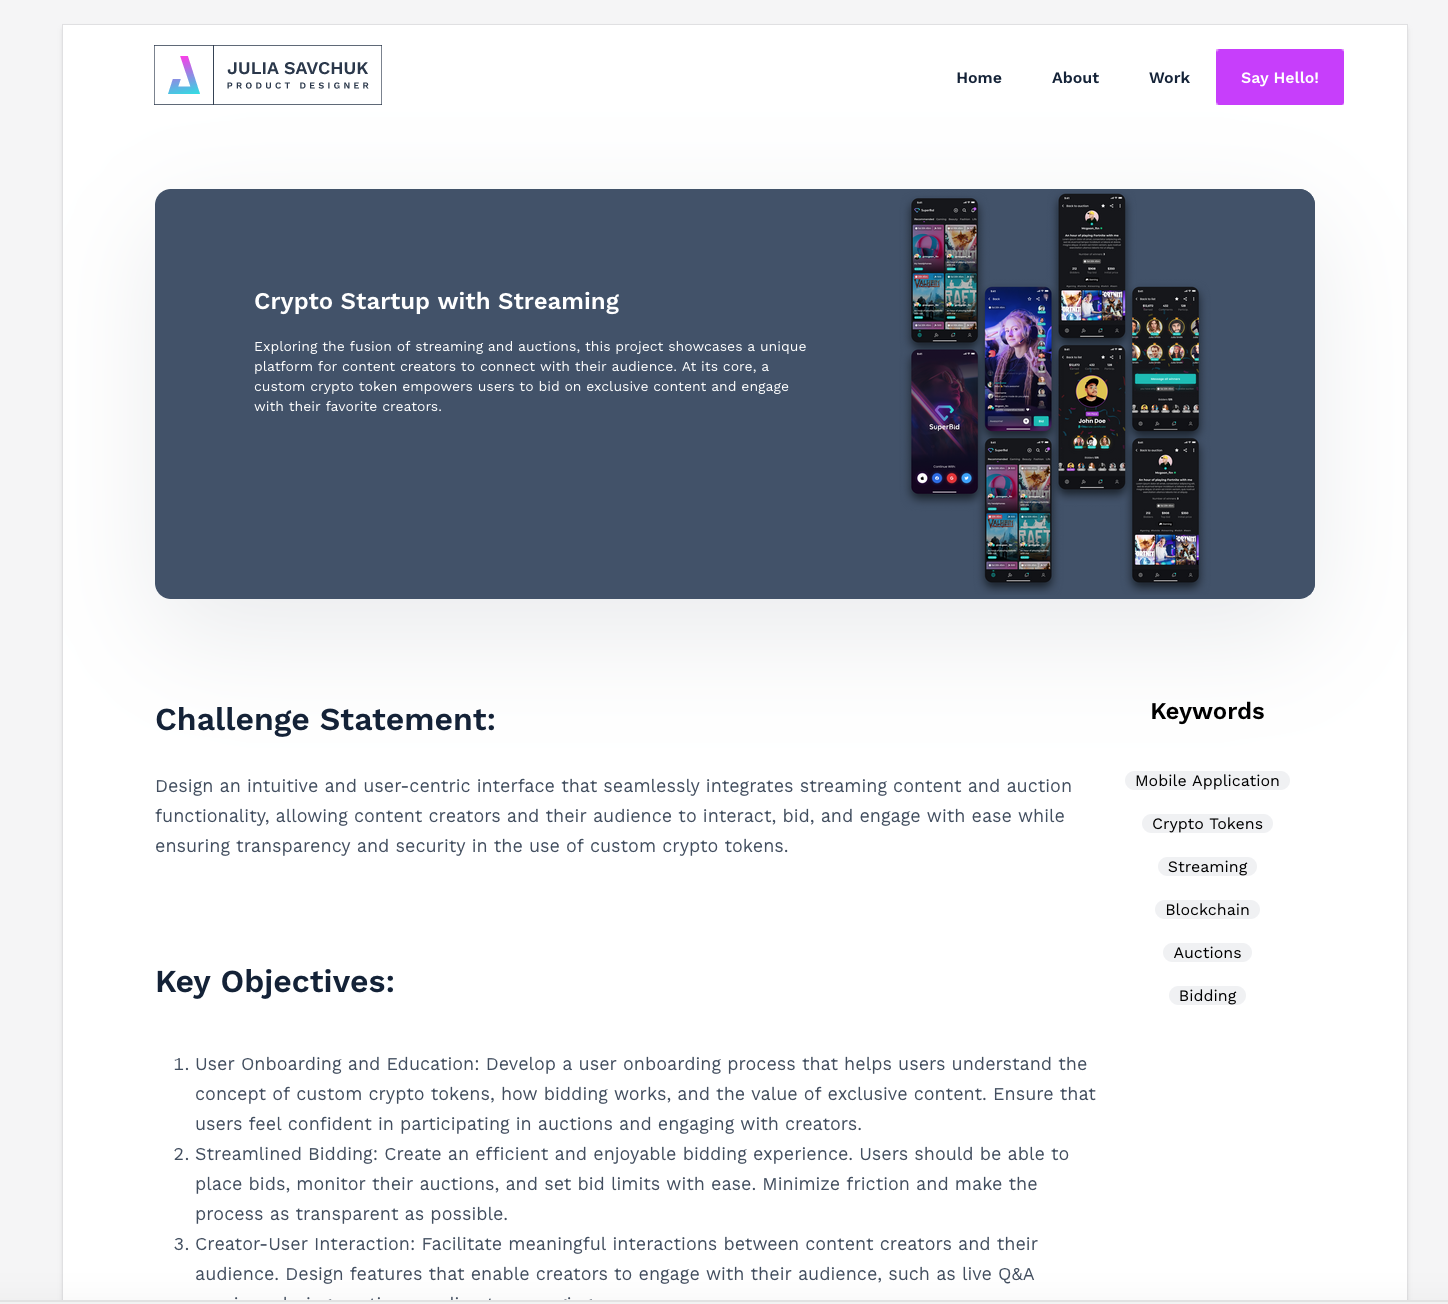 JULIA SAVCHUK
PRODUCT DESIGNER
Home About Work Say Hello!
Crypto Startup with Streaming
Exploring the fusion of streaming and auctions, this project showcases a unique
platform for content creators to connect with their audience. At its core, a
custom crypto token empowers users to bid on exclusive content and engage
with their favorite creators.
SuperBid
John Doe
Challenge Statement:
Design an intuitive and user-centric interface that seamlessly integrates streaming content and auction
functionality, allowing content creators and their audience to interact, bid, and engage with ease while
ensuring transparency and security in the use of custom crypto tokens.
Key Objectives:
1. User Onboarding and Education: Develop a user onboarding process that helps users understand the
concept of custom crypto tokens, how bidding works, and the value of exclusive content. Ensure that
users feel confident in participating in auctions and engaging with creators.
2. Streamlined Bidding: Create an efficient and enjoyable bidding experience. Users should be able to
place bids, monitor their auctions, and set bid limits with ease. Minimize friction and make the
process as transparent as possible.
3. Creator-User Interaction: Facilitate meaningful interactions between content creators and their
audience. Design features that enable creators to engage with their audience, such as live Q&A
Keywords
Mobile Application
Crypto Tokens
Streaming
Blockchain
Auctions
Bidding